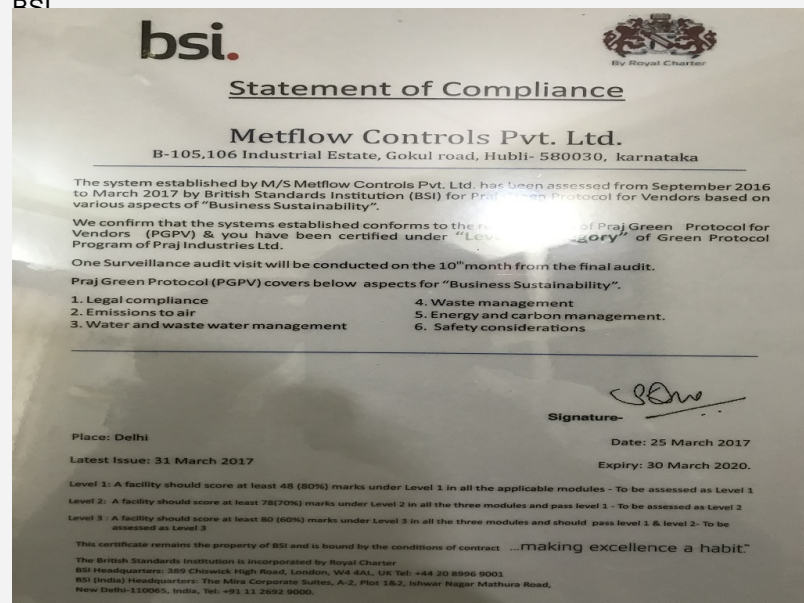 BSI
bsi.
By Royal Charter
Statement of Compliance
Metflow Controls Pvt. Ltd.
B-105,106 Industrial Estate, Gokul road, Hubli- 580030, karnataka
The system established by M/S Metflow Controls Pvt. Ltd. has been assessed from September 2016
to March 2017 by British Standards Institution (BSI) for Praj Green Protocol for Vendors based on
various aspects of "Business Sustainability".
We confirm that the systems established conforms to the of Praj Green Protocol for
Vendors (PGPV) & you have been certified under of Green Protocol
Program of Praj Industries Ltd.
One Surveillance audit visit will be conducted on the 10th month from the final audit.
Praj Green Protocol (PGPV) covers below aspects for "Business Sustainability".
1. Legal compliance
2. Emissions to air
3. Water and waste water management
4. Waste management
5. Energy and carbon management.
6. Safety considerations
Signature-
Place: Delhi
Date: 25 March 2017
Latest Issue: 31 March 2017
Expiry: 30 March 2020.
Level 1: A facility should score at least 48 (80%) marks under Level 1 in all the applicable modules - To be assessed as Level 1
Level 2: A facility should score at least 78(70%) marks under Level 2 in all the three modules and pass level 1 - To be assessed as Level 2
Level 3 : A facility should score at least 80 (60%) marks under Level 3 in all the three modules and should pass level 1 & level 2- To be
assessed as Level 3
This certificate remains the property of BSI and is bound by the conditions of contract ...making excellence a habit.™
The British Standards Institution is incorporated by Royal Charter
BSI Headquarters: 389 Chiswick High Road, London, W4 4AL, UK Tel: +44 20 8996 9001
BSI (India) Headquarters: The Mira Corporate Suites, A-2, Plot 1&2, Ishwar Nagar Mathura Road,
New Delhi-110065, India, Tel: +91 11 2692 9000.